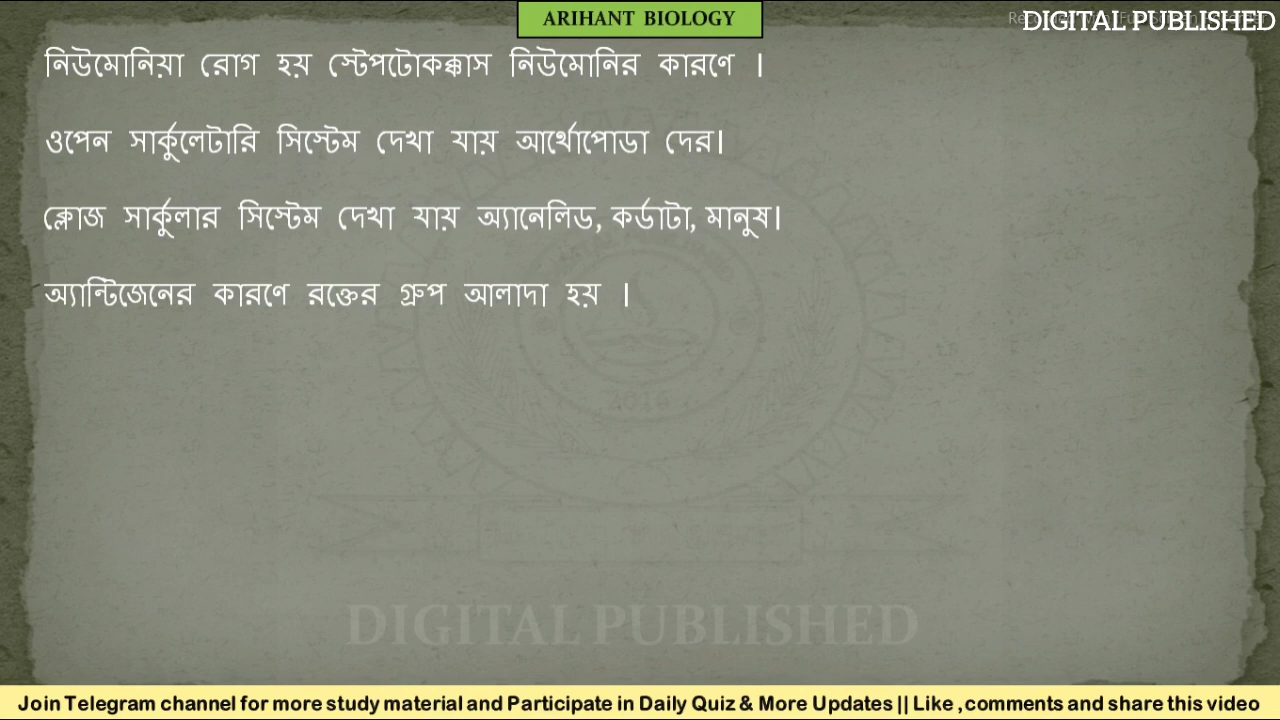 ARIHANT BIOLOGY
DIGITAL PUBLISHED
নিউমোনিয়া রোগ হয় স্টেপটোকক্কাস নিউমোনির কারণে ।
ওপেন সার্কুলেটারি সিস্টেম দেখা যায় আর্থোপোডা দের।
ক্লোজ সার্কুলার সিস্টেম দেখা যায় অ্যানেলিড, কর্ডাটা, মানুষ।
অ্যান্টিজেনের কারণে রক্তের গ্রুপ আলাদা হয় ।
2016
DIGITAL PUBLISHED
Join Telegram channel for more study material and Participate in Daily Quiz & More Updates || Like ,comments and share this video